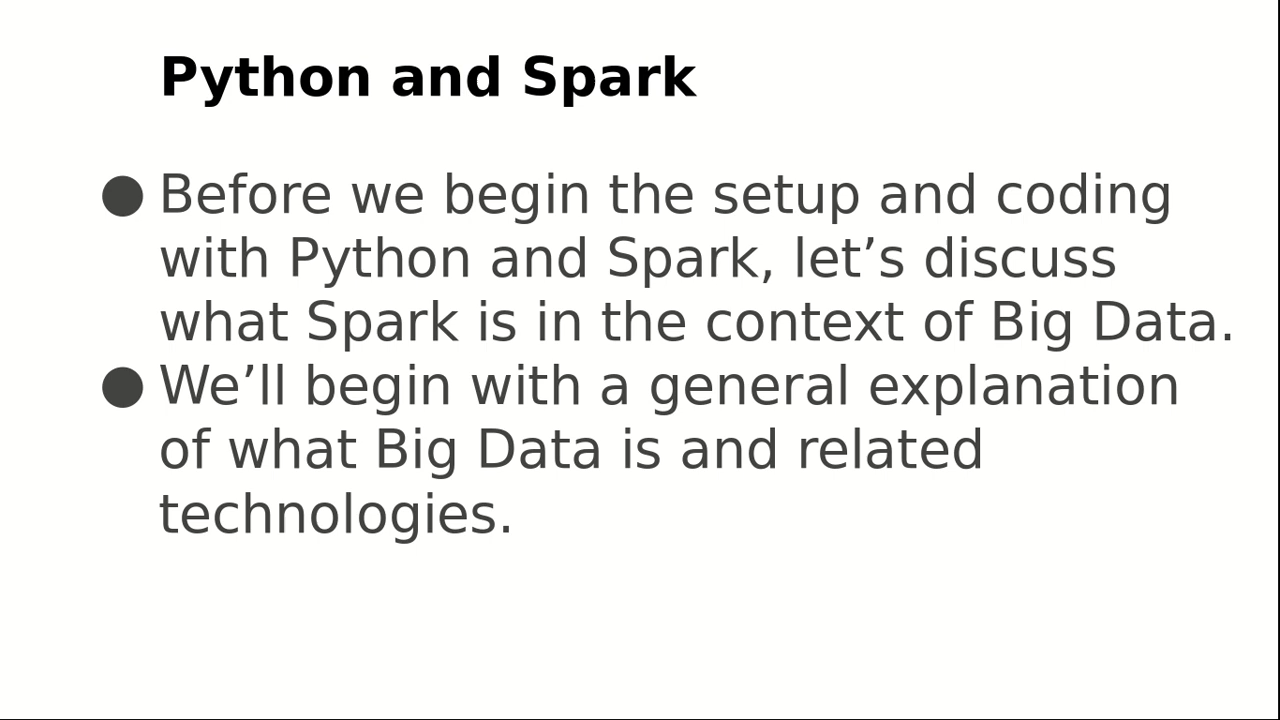 Python and Spark
● Before we begin the setup and coding
with Python and Spark, let’s discuss
what Spark is in the context of Big Data.
● We’ll begin with a general explanation
of what Big Data is and related
technologies.